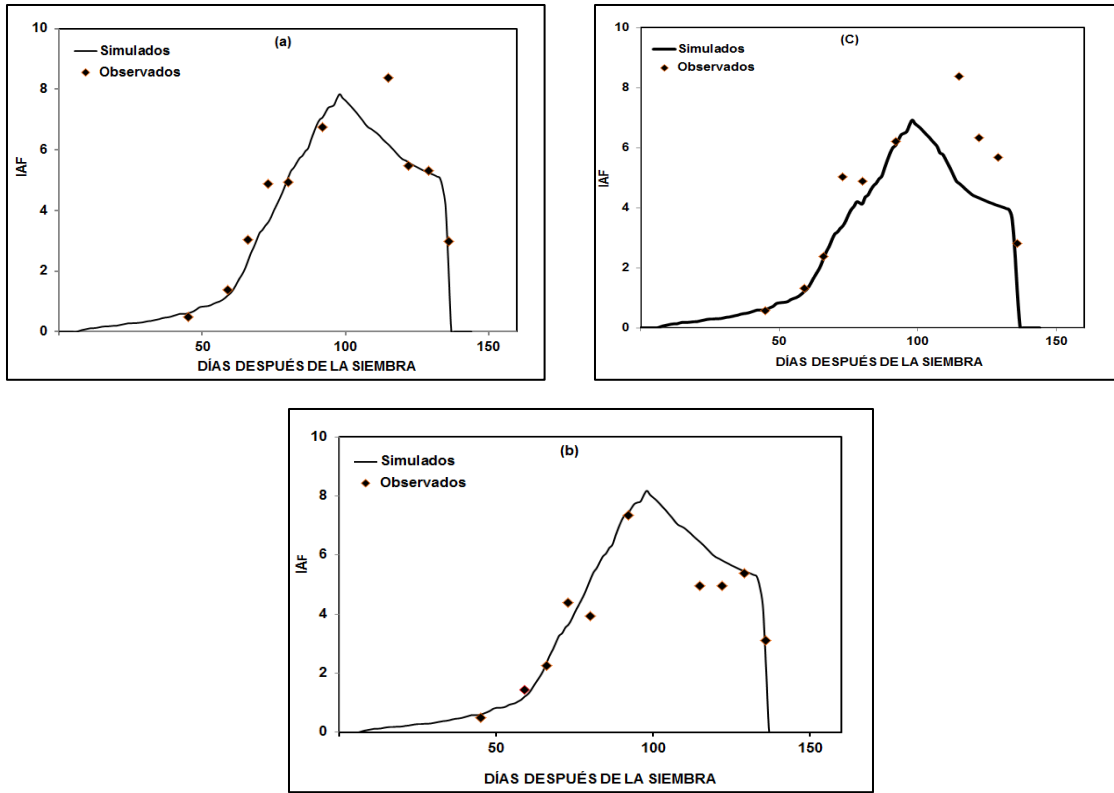 (a)
Simulados
Observados
10
8
6
4
2
0
IAF
50
100
150
DÍAS DESPUÉS DE LA SIEMBRA
(C)
Simulados
Observados
10
8
6
4
2
0
IAF
50
100
150
DÍAS DESPUÉS DE LA SIEMBRA
(b)
Simulados
Observados
10
8
6
4
2
0
IAF
50
100
150
DÍAS DESPUÉS DE LA SIEMBRA